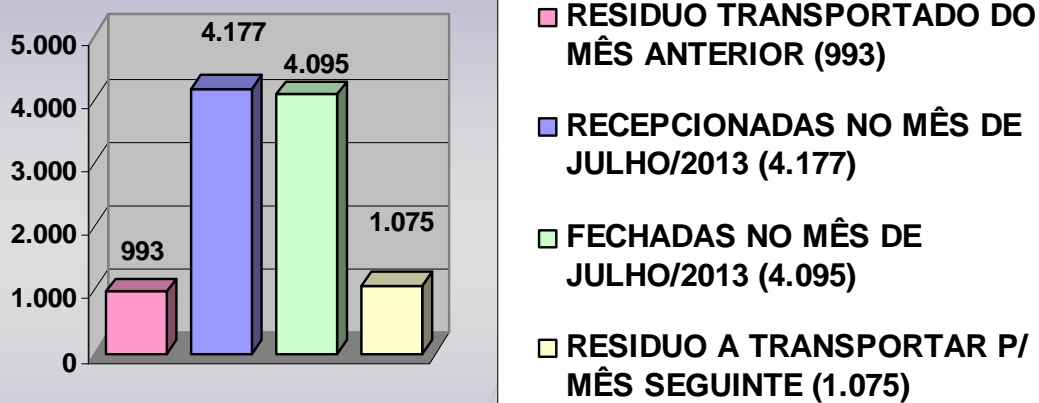 5.000
4.000
3.000
2.000
1.000
0
993
4.177
4.095
1.075
RESIDUO TRANSPORTADO DO
MÊS ANTERIOR (993)
RECEPCIONADAS NO MÊS DE
JULHO/2013 (4.177)
FECHADAS NO MÊS DE
JULHO/2013 (4.095)
RESIDUO A TRANSPORTAR P/
MÊS SEGUINTE (1.075)